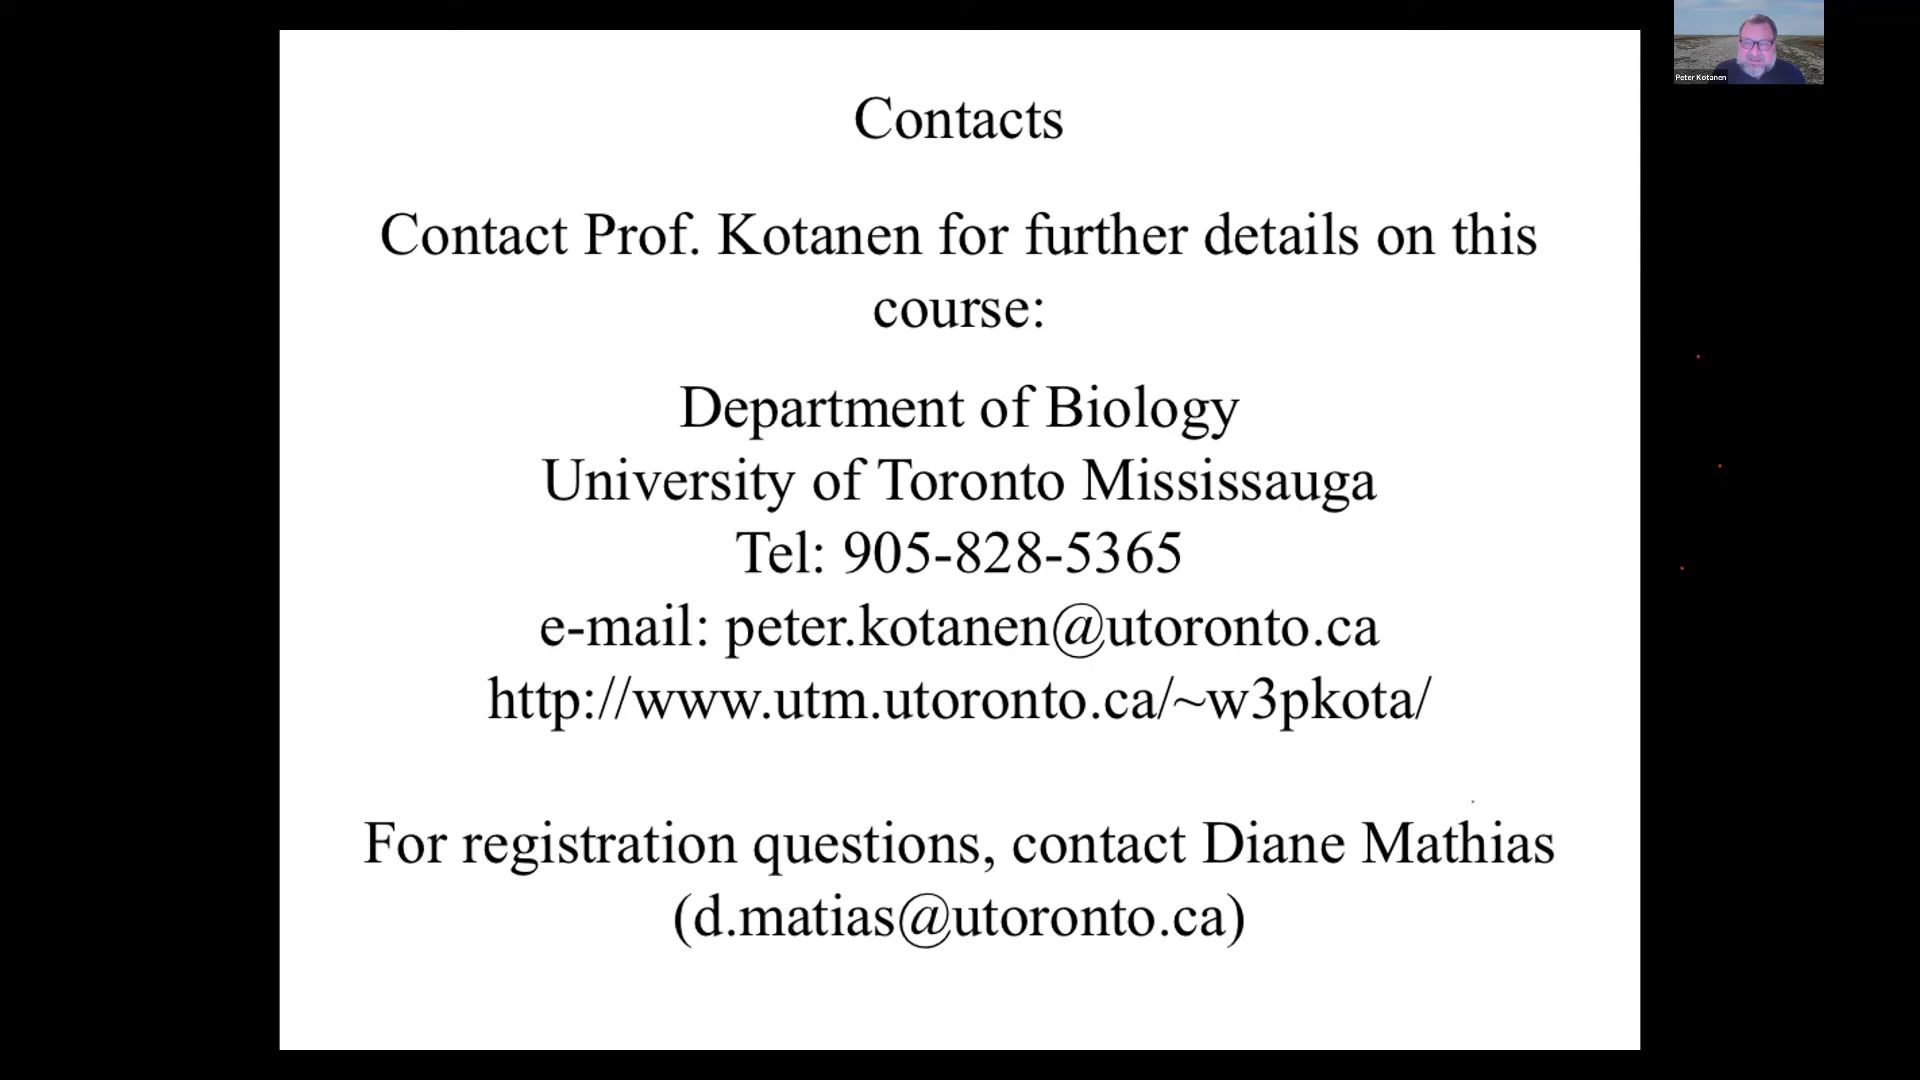 Contacts
Contact Prof. Kotanen for further details on this
course:
Department of Biology
University of Toronto Mississauga
Tel: 905-828-5365
e-mail: peter.kotanen@utoronto.ca
http://www.utm.utoronto.ca/~w3pkota/
For registration questions, contact Diane Mathias
(d.matias@utoronto.ca)
Peter Kotanen